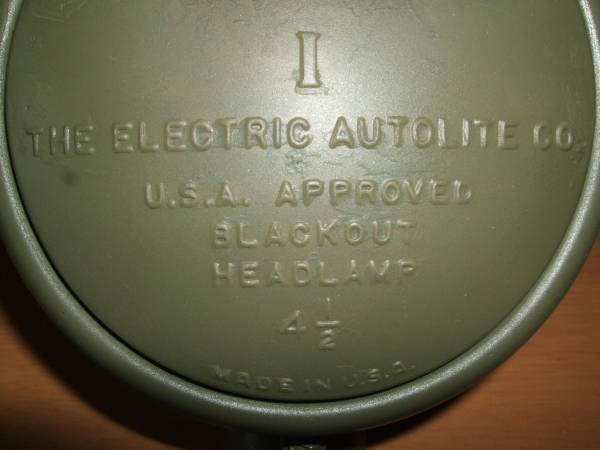 I
THE ELECTRIC AUTOLITE CO.
U.S.A. APPROVED
BLACKOUT
HEADLAMP
4 1/2
MADE IN U.S.A.